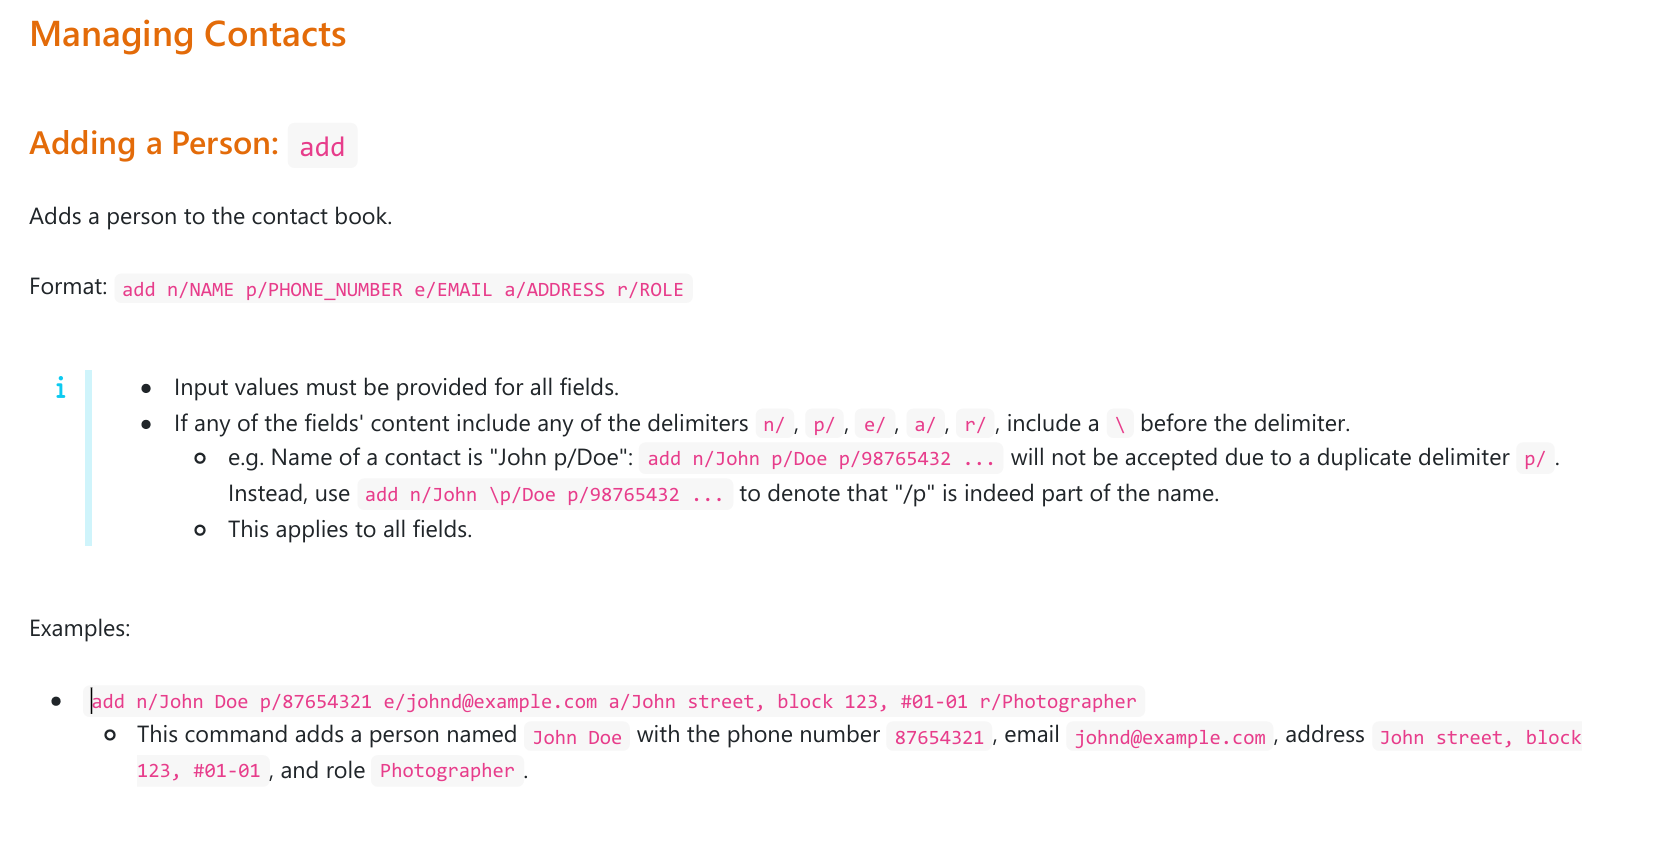 Managing Contacts
Adding a Person: add
Adds a person to the contact book.
Format: add n/NAME p/PHONE_NUMBER e/EMAIL a/ADDRESS r/ROLE
i
• Input values must be provided for all fields.
• If any of the fields' content include any of the delimiters n/, p/, e/, a/, r/, include a \ before the delimiter.
o e.g. Name of a contact is "John p/Doe": add n/John p/Doe p/98765432 ... will not be accepted due to a duplicate delimiter p/.
Instead, use add n/John \p/Doe p/98765432 ... to denote that "/p" is indeed part of the name.
o This applies to all fields.
Examples:
• add n/John Doe p/87654321 e/johnd@example.com a/John street, block 123, #01-01 r/Photographer
o This command adds a person named John Doe with the phone number 87654321, email johnd@example.com, address John street, block
123, #01-01, and role Photographer.